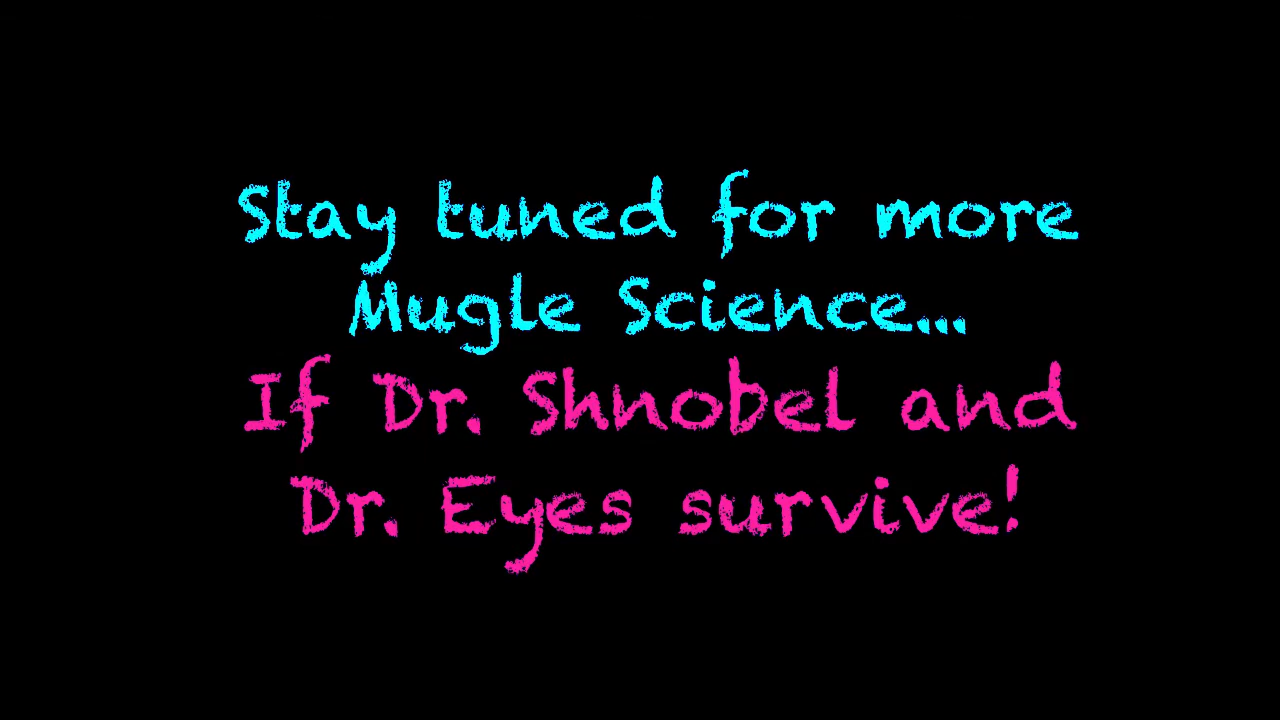 Stay tuned for more
Mugle Science...
If Dr. Shnobel and
Dr. Eyes survive!